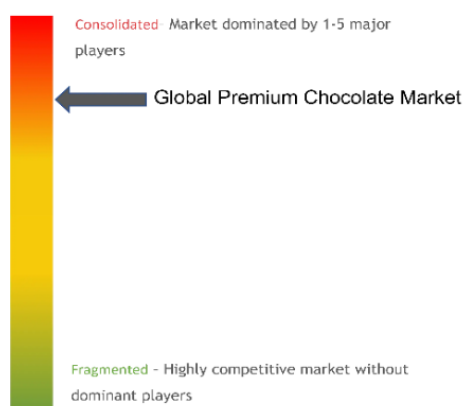 Consolidated- Market dominated by 1-5 major
players
Global Premium Chocolate Market
Fragmented - Highly competitive market without
dominant players